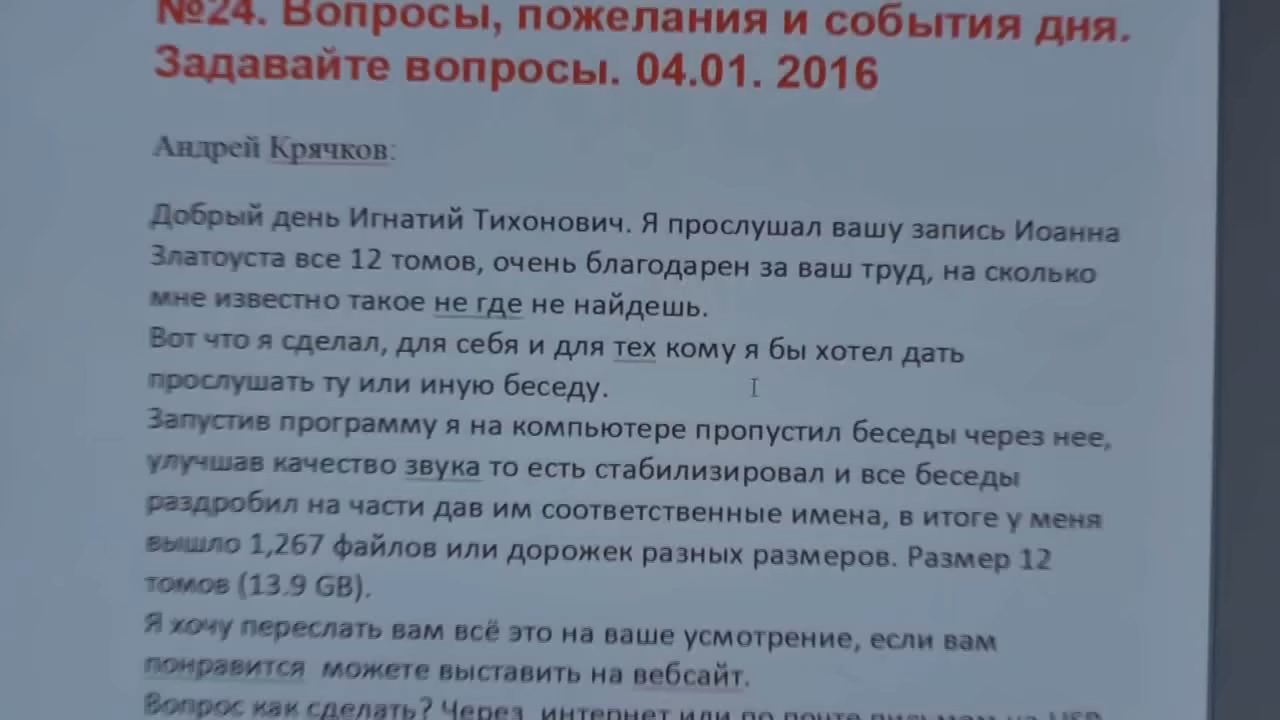 №24. Вопросы, пожелания и события дня.
Задавайте вопросы. 04.01. 2016
Андрей Крячков:
Добрый день Игнатий Тихонович. Я прослушал вашу запись Иоанна
Златоуста все 12 томов, очень благодарен за ваш труд, на сколько
мне известно такое не где не найдешь.
Вот что я сделал, для себя и для тех кому я бы хотел дать
прослушать ту или иную беседу.
Запустив программу я на компьютере пропустил беседы через нее,
улучшав качество звука то есть стабилизировал и все беседы
раздробил на части дав им соответственные имена, в итоге у меня
вышло 1,267 файлов или дорожек разных размеров. Размер 12
томов (13.9 GB).
Я хочу переслать вам всё это на ваше усмотрение, если вам
понравится можете выставить на вебсайт.
Вопрос как сделать? Через интернет или по почте письмом на USB